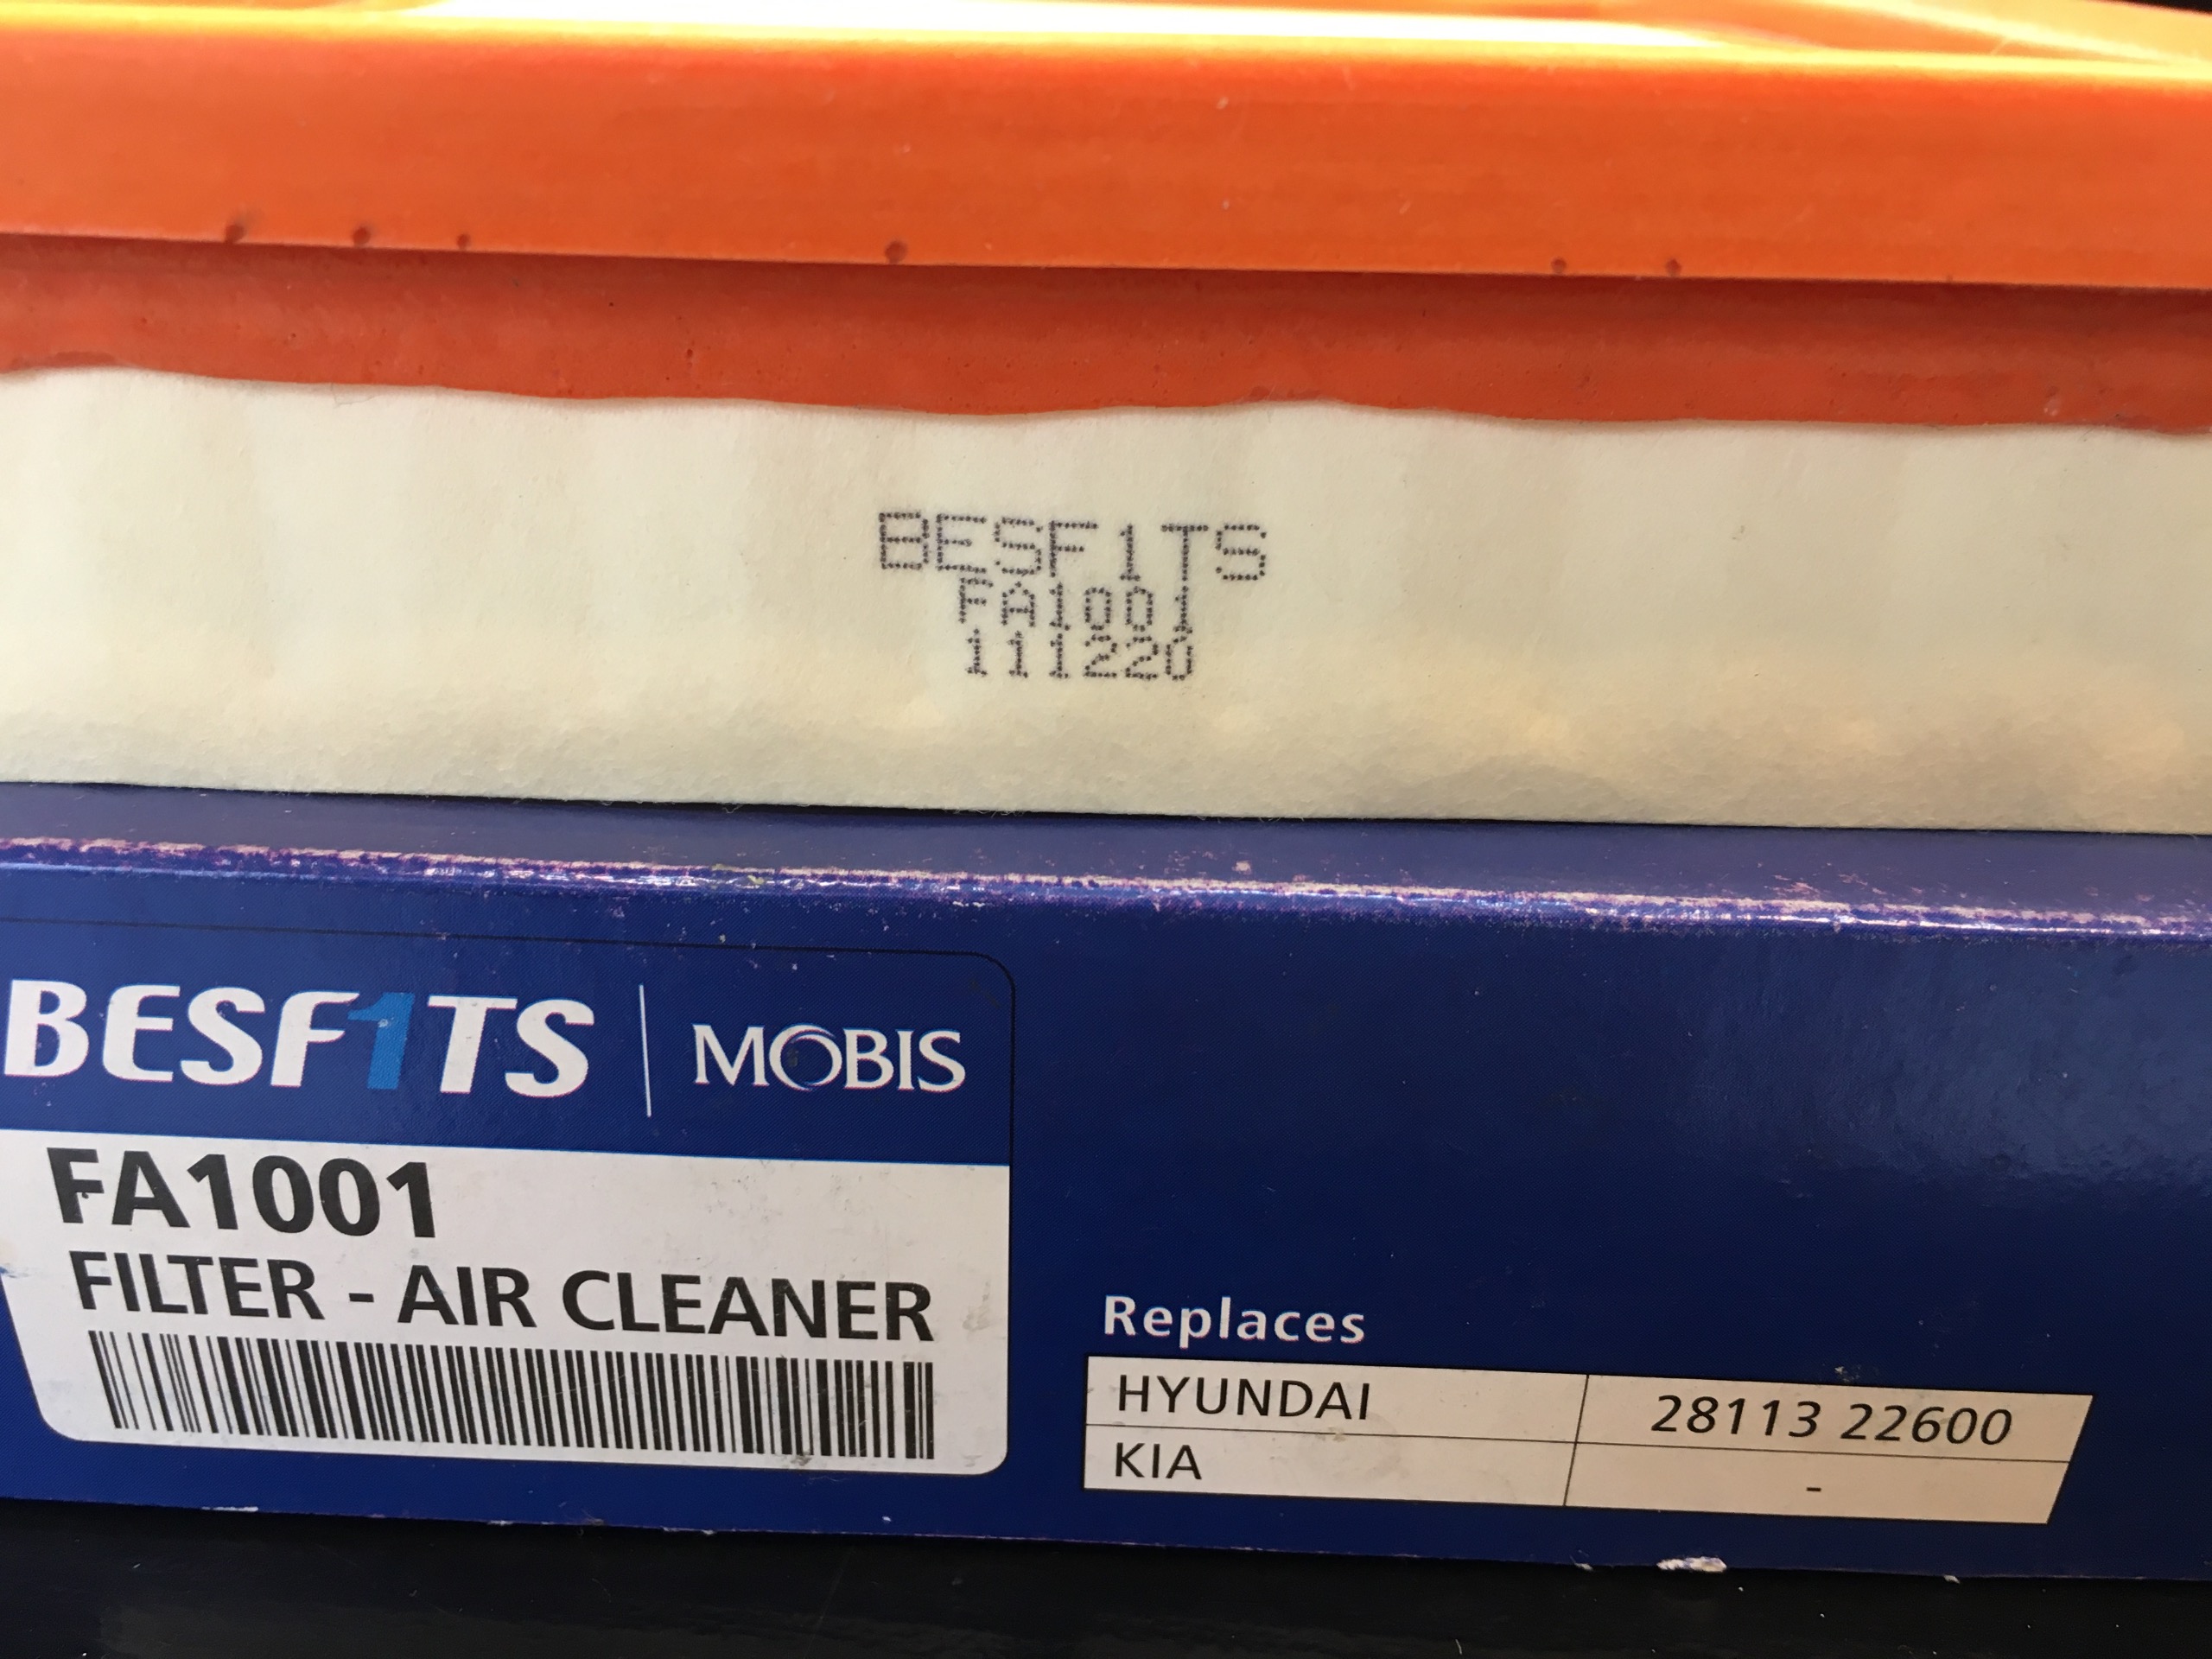 BESF1TS
FA1001
111220
BESF1TS | MOBIS
FA1001
FILTER - AIR CLEANER
Replaces
HYUNDAI 28113 22600
KIA -